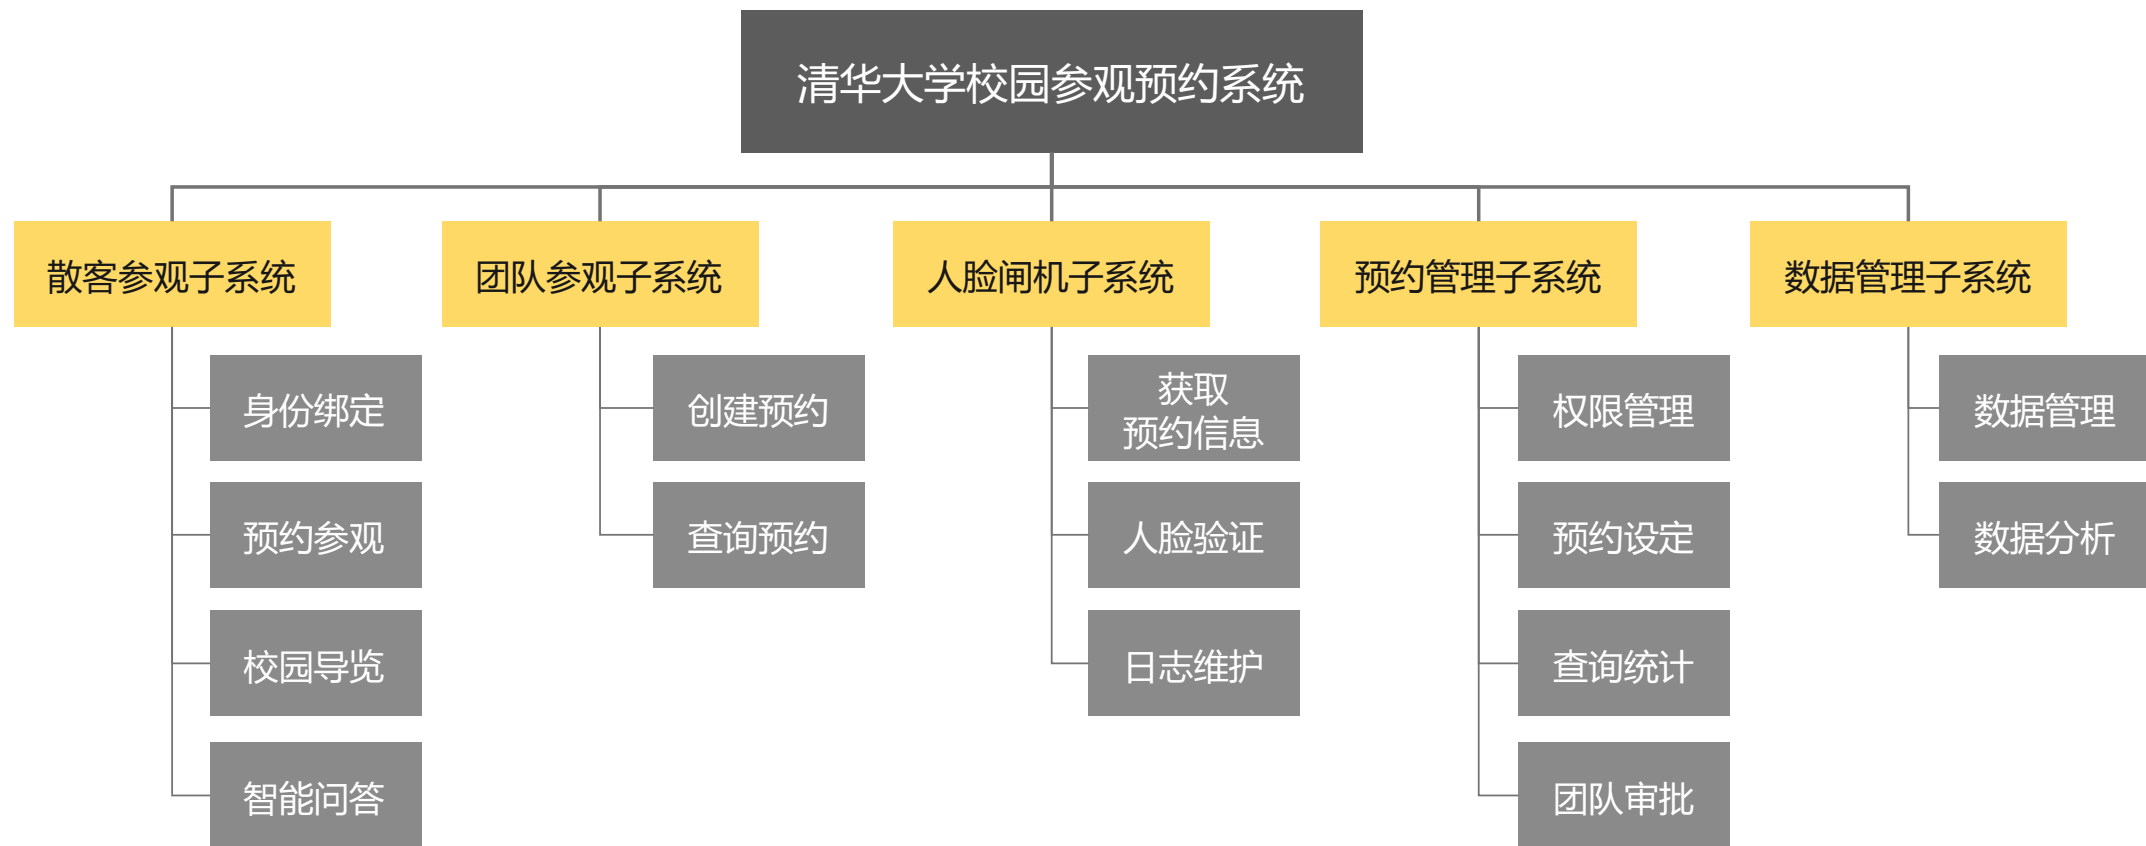 清华大学校园参观预约系统
散客参观子系统
团队参观子系统
人脸闸机子系统
预约管理子系统
数据管理子系统
身份绑定
预约参观
校园导览
智能问答
创建预约
查询预约
获取
预约信息
人脸验证
日志维护
权限管理
预约设定
查询统计
团队审批
数据管理
数据分析